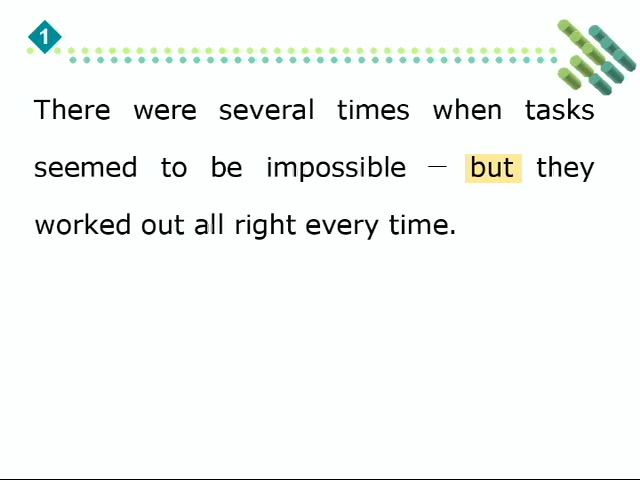 1
There were several times when tasks
seemed to be impossible — but they
worked out all right every time.